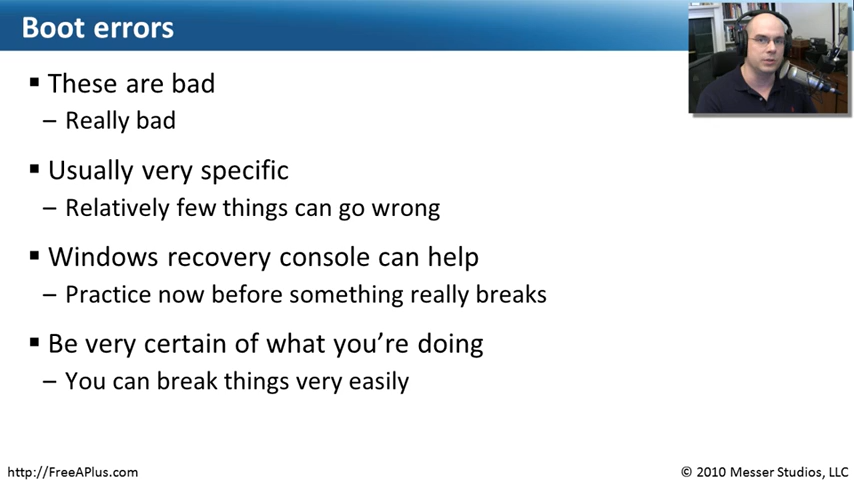 Boot errors
▪ These are bad
– Really bad
▪ Usually very specific
– Relatively few things can go wrong
▪ Windows recovery console can help
– Practice now before something really breaks
▪ Be very certain of what you’re doing
– You can break things very easily
http://FreeAPlus.com
© 2010 Messer Studios, LLC